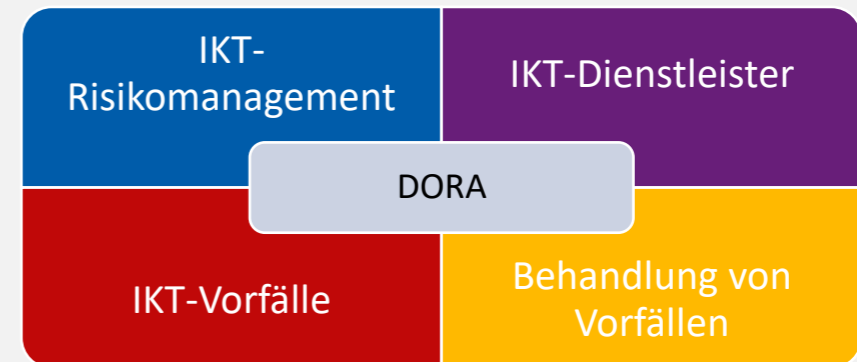 IKT-
Risikomanagement
IKT-Dienstleister
DORA
IKT-Vorfälle
Behandlung von
Vorfällen